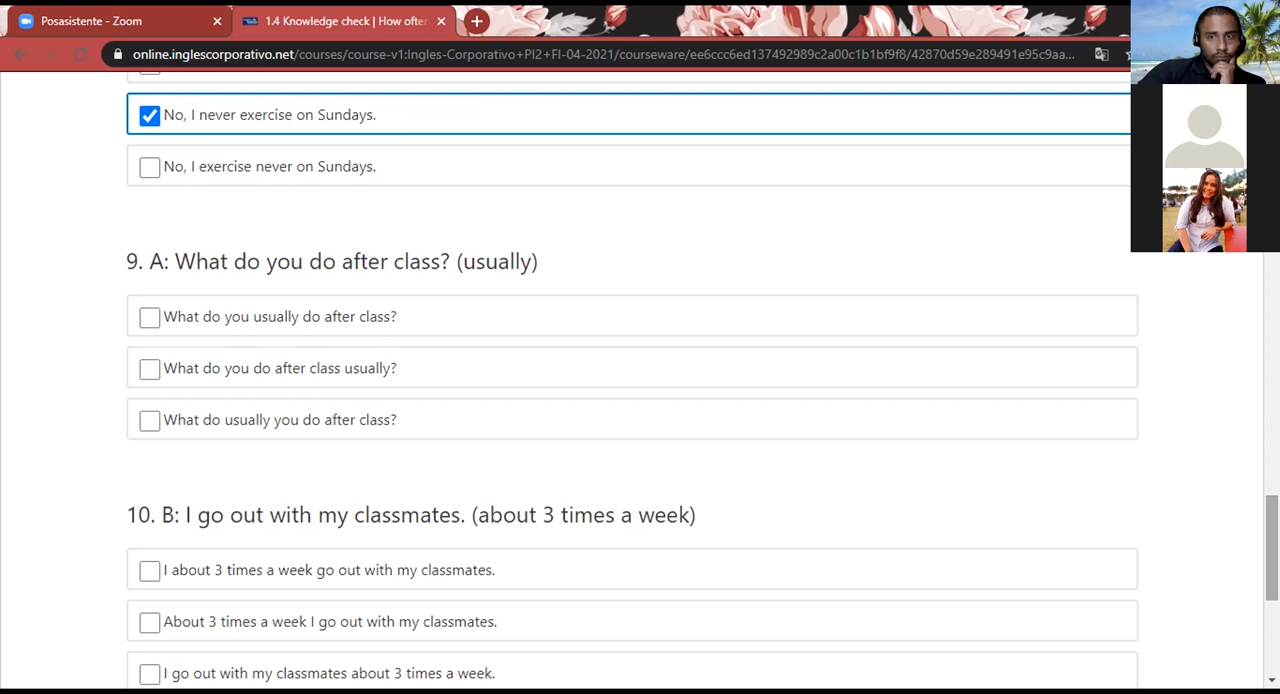 Posasistente - Zoom
1.4 Knowledge check | How ofte
online.inglescorporativo.net/courses/course-v1:Ingles-Corporativo+PI2+FI-04-2021/courseware/ee6ccc6ed137492989c2a00c1b1bf9f8/42870d59e289491e95c9aa...
No, I never exercise on Sundays.
No, I exercise never on Sundays.
9. A: What do you do after class? (usually)
What do you usually do after class?
What do you do after class usually?
What do usually you do after class?
10. B: I go out with my classmates. (about 3 times a week)
I about 3 times a week go out with my classmates.
About 3 times a week I go out with my classmates.
I go out with my classmates about 3 times a week.